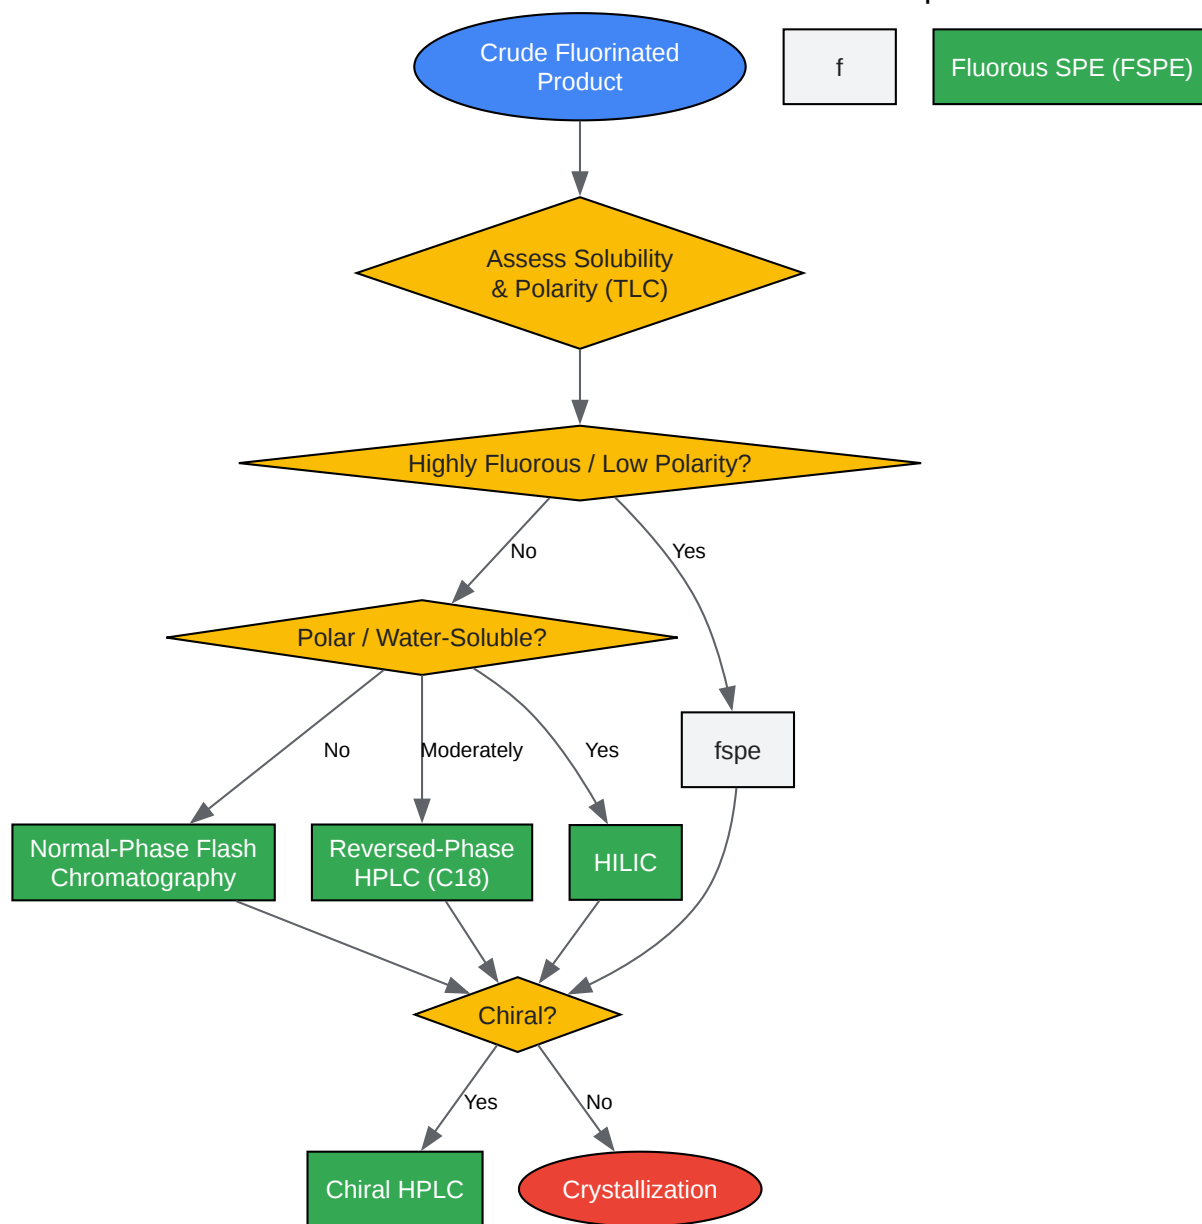 Crude Fluorinated
Product
f
Fluorous SPE (FSPE)
Assess Solubility
& Polarity (TLC)
Highly Fluorous / Low Polarity?
No
Yes
Polar / Water-Soluble?
No
Moderately
Yes
fspe
Normal-Phase Flash
Chromatography
Reversed-Phase
HPLC (C18)
HILIC
Chiral?
Yes
No
Chiral HPLC
Crystallization